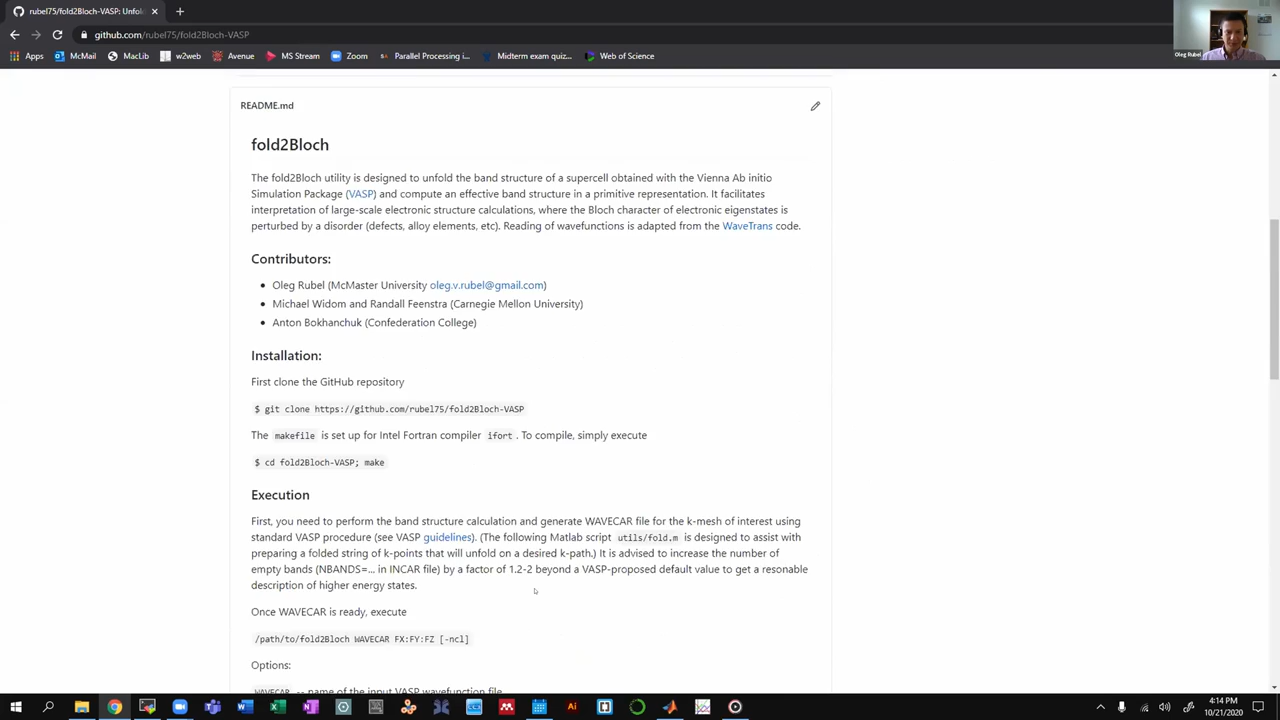 rubel75/fold2Bloch-VASP: Unfol
github.com/rubel75/fold2Bloch-VASP
Apps McMail MacLib w2web Avenue MS Stream Zoom Parallel Processing i... Midterm exam quiz... Web of Science
Oleg Rubel
README.md
fold2Bloch
The fold2Bloch utility is designed to unfold the band structure of a supercell obtained with the Vienna Ab initio
Simulation Package (VASP) and compute an effective band structure in a primitive representation. It facilitates
interpretation of large-scale electronic structure calculations, where the Bloch character of electronic eigenstates is
perturbed by a disorder (defects, alloy elements, etc). Reading of wavefunctions is adapted from the WaveTrans code.
Contributors:
Oleg Rubel (McMaster University oleg.v.rubel@gmail.com)
Michael Widom and Randall Feenstra (Carnegie Mellon University)
Anton Bokhanchuk (Confederation College)
Installation:
First clone the GitHub repository
$ git clone https://github.com/rubel75/fold2Bloch-VASP
The makefile is set up for Intel Fortran compiler ifort . To compile, simply execute
$ cd fold2Bloch-VASP; make
Execution
First, you need to perform the band structure calculation and generate WAVECAR file for the k-mesh of interest using
standard VASP procedure (see VASP guidelines). (The following Matlab script utils/fold.m is designed to assist with
preparing a folded string of k-points that will unfold on a desired k-path.) It is advised to increase the number of
empty bands (NBANDS=... in INCAR file) by a factor of 1.2-2 beyond a VASP-proposed default value to get a resonable
description of higher energy states.
Once WAVECAR is ready, execute
/path/to/fold2Bloch WAVECAR FX:FY:FZ [-ncl]
Options:
WAVECAR -- name of the input VASP wavefunction file
4:14 PM
10/21/2020